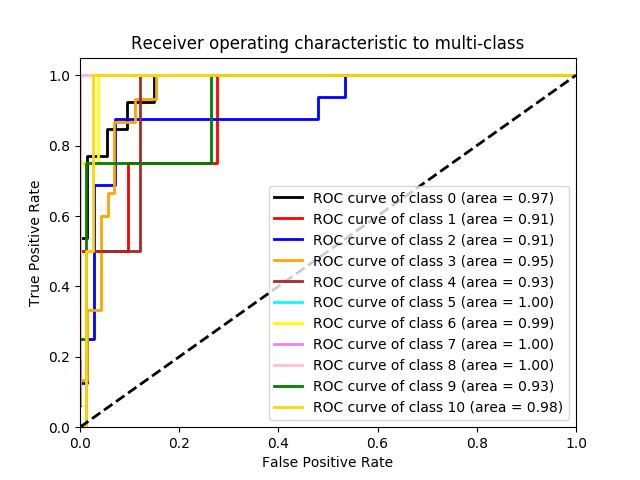 Receiver operating characteristic to multi-class
1.0
0.8
0.6
0.4
0.2
0.0
True Positive Rate
ROC curve of class 0 (area = 0.97)
ROC curve of class 1 (area = 0.91)
ROC curve of class 2 (area = 0.91)
ROC curve of class 3 (area = 0.95)
ROC curve of class 4 (area = 0.93)
ROC curve of class 5 (area = 1.00)
ROC curve of class 6 (area = 0.99)
ROC curve of class 7 (area = 1.00)
ROC curve of class 8 (area = 1.00)
ROC curve of class 9 (area = 0.93)
ROC curve of class 10 (area = 0.98)
0.0 0.2 0.4 0.6 0.8 1.0
False Positive Rate